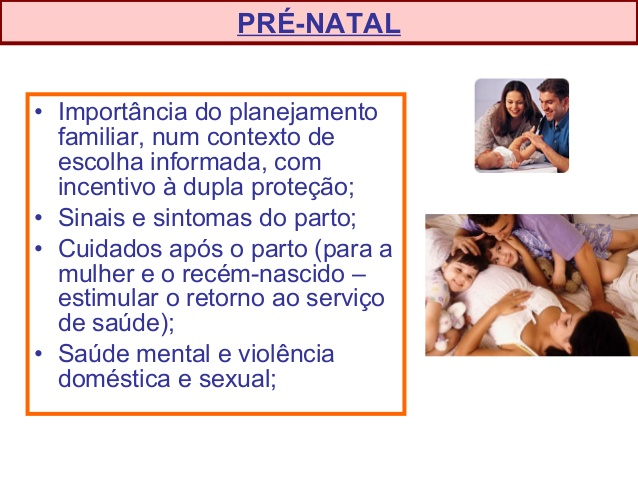 PRÉ-NATAL
• Importância do planejamento
familiar, num contexto de
escolha informada, com
incentivo à dupla proteção;
• Sinais e sintomas do parto;
• Cuidados após o parto (para a
mulher e o recém-nascido –
estimular o retorno ao serviço
de saúde);
• Saúde mental e violência
doméstica e sexual;